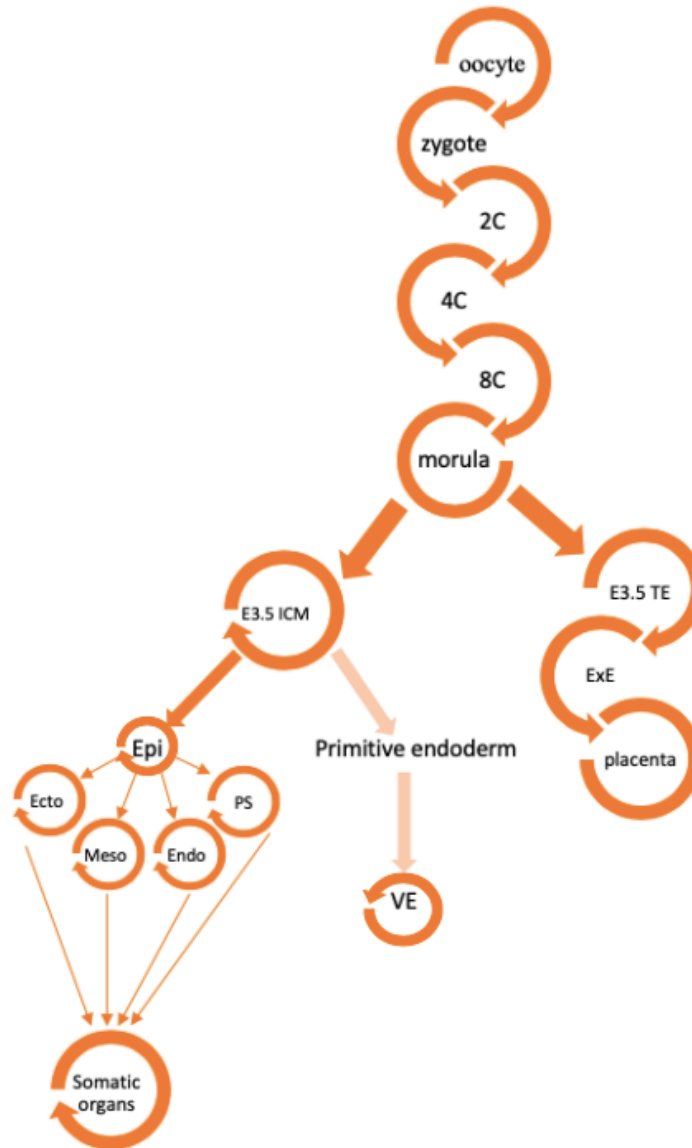 oocyte
zygote
2C
4C
8C
morula
E3.5 ICM
E3.5 TE
ExE
Epi
Primitive endoderm
placenta
Ecto
PS
Meso
Endo
VE
Somatic
organs